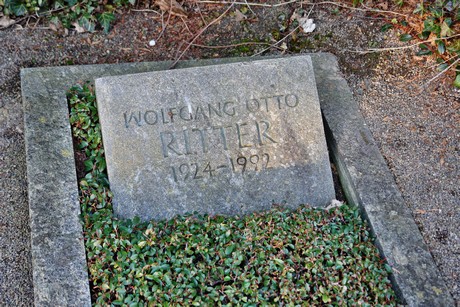 WOLFGANG OTTO
RITTER
1924-1992